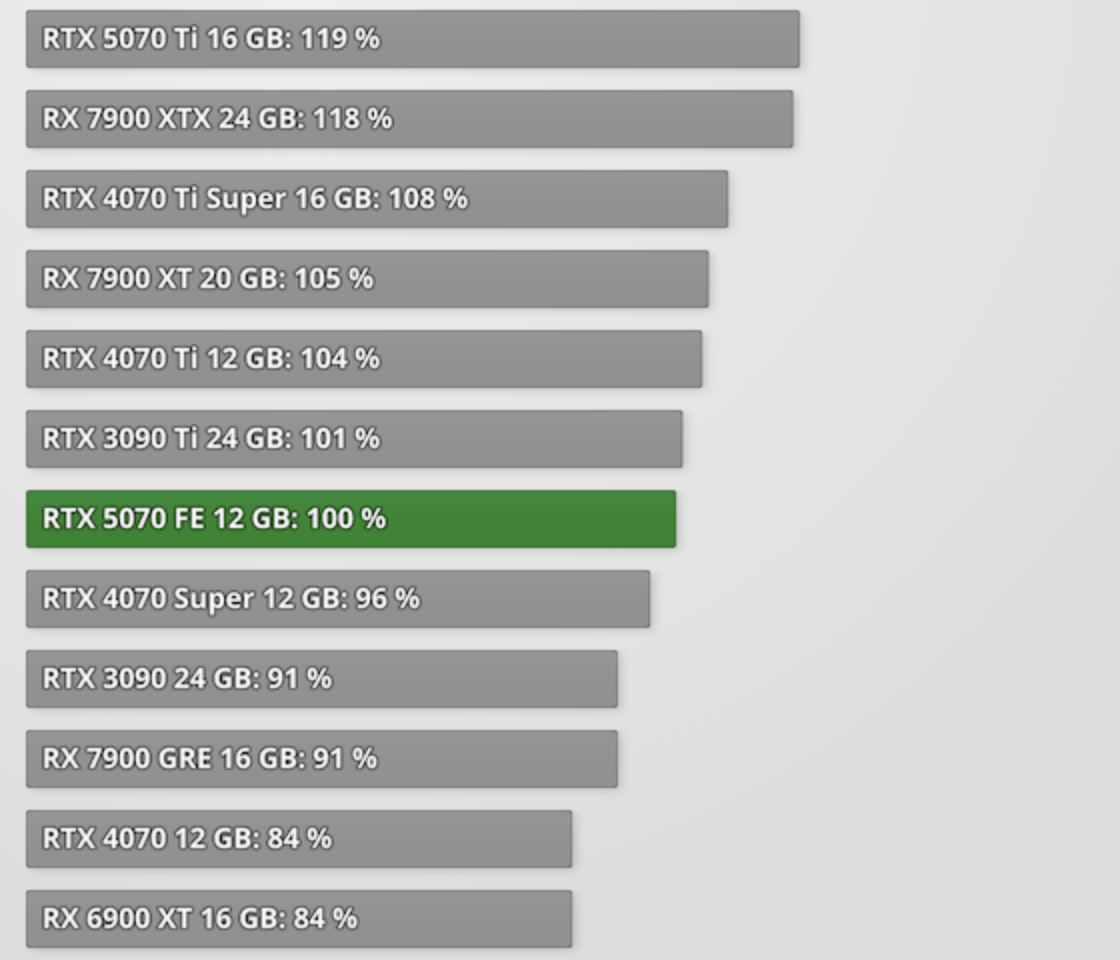 RTX 5070 Ti 16 GB: 119 %
RX 7900 XTX 24 GB: 118 %
RTX 4070 Ti Super 16 GB: 108 %
RX 7900 XT 20 GB: 105 %
RTX 4070 Ti 12 GB: 104 %
RTX 3090 Ti 24 GB: 101 %
RTX 5070 FE 12 GB: 100 %
RTX 4070 Super 12 GB: 96 %
RTX 3090 24 GB: 91 %
RX 7900 GRE 16 GB: 91 %
RTX 4070 12 GB: 84 %
RX 6900 XT 16 GB: 84 %